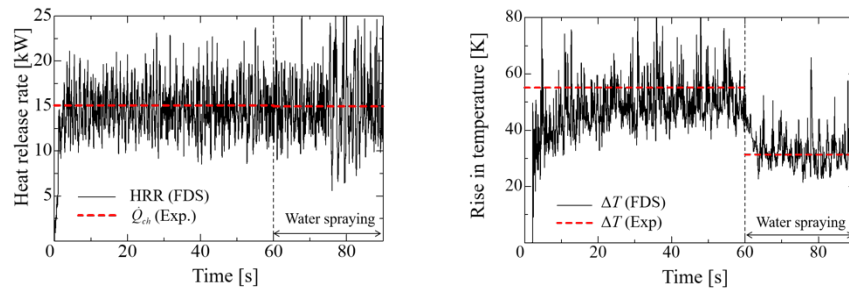 Heat release rate [kW]
25
20
15
10
5
0
HRR (FDS)
Q̇ch (Exp.)
Water spraying
0 20 40 60 80
Time [s]
Rise in temperature [K]
80
60
40
20
0
ΔT (FDS)
ΔT (Exp)
Water spraying
0 20 40 60 80
Time [s]